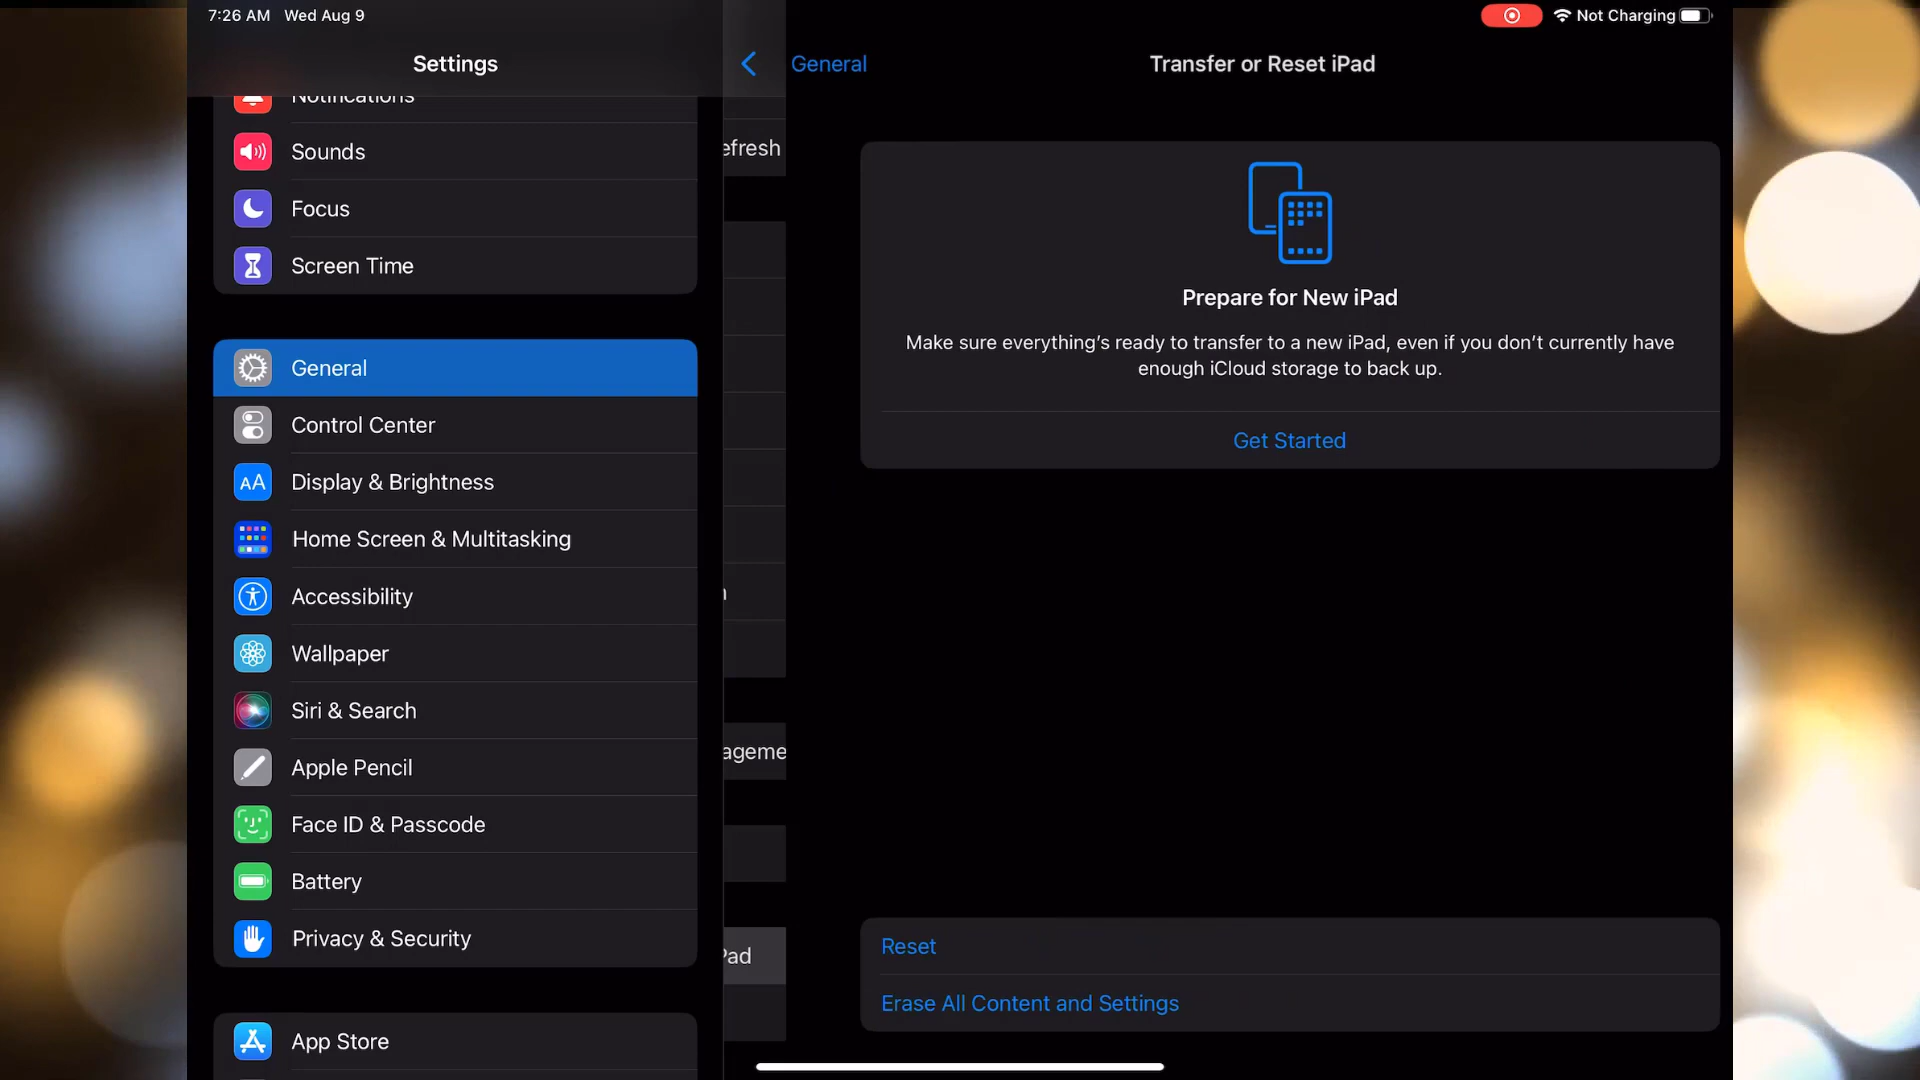 7:26 AM Wed Aug 9
Not Charging
Settings
Notifications
Sounds
Focus
Screen Time
General
Control Center
AA
Display & Brightness
Home Screen & Multitasking
Accessibility
Wallpaper
Siri & Search
Apple Pencil
Face ID & Passcode
Battery
Privacy & Security
App Store
efresh
ageme
Pad
General
Transfer or Reset iPad
Prepare for New iPad
Make sure everything's ready to transfer to a new iPad, even if you don't currently have
enough iCloud storage to back up.
Get Started
Reset
Erase All Content and Settings